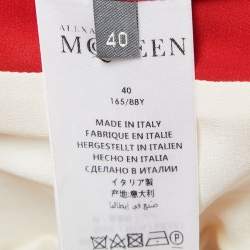 ALEXANDER
McQUEEN
40
40
165/88Y
MADE IN ITALY
FABRIQUE EN ITALIE
HERGESTELLT IN ITALIEN
HECHO EN ITALIA
СДЕЛАНО В ИТАЛИИ
イタリア製
产地:意大利
صنع في إيطاليا